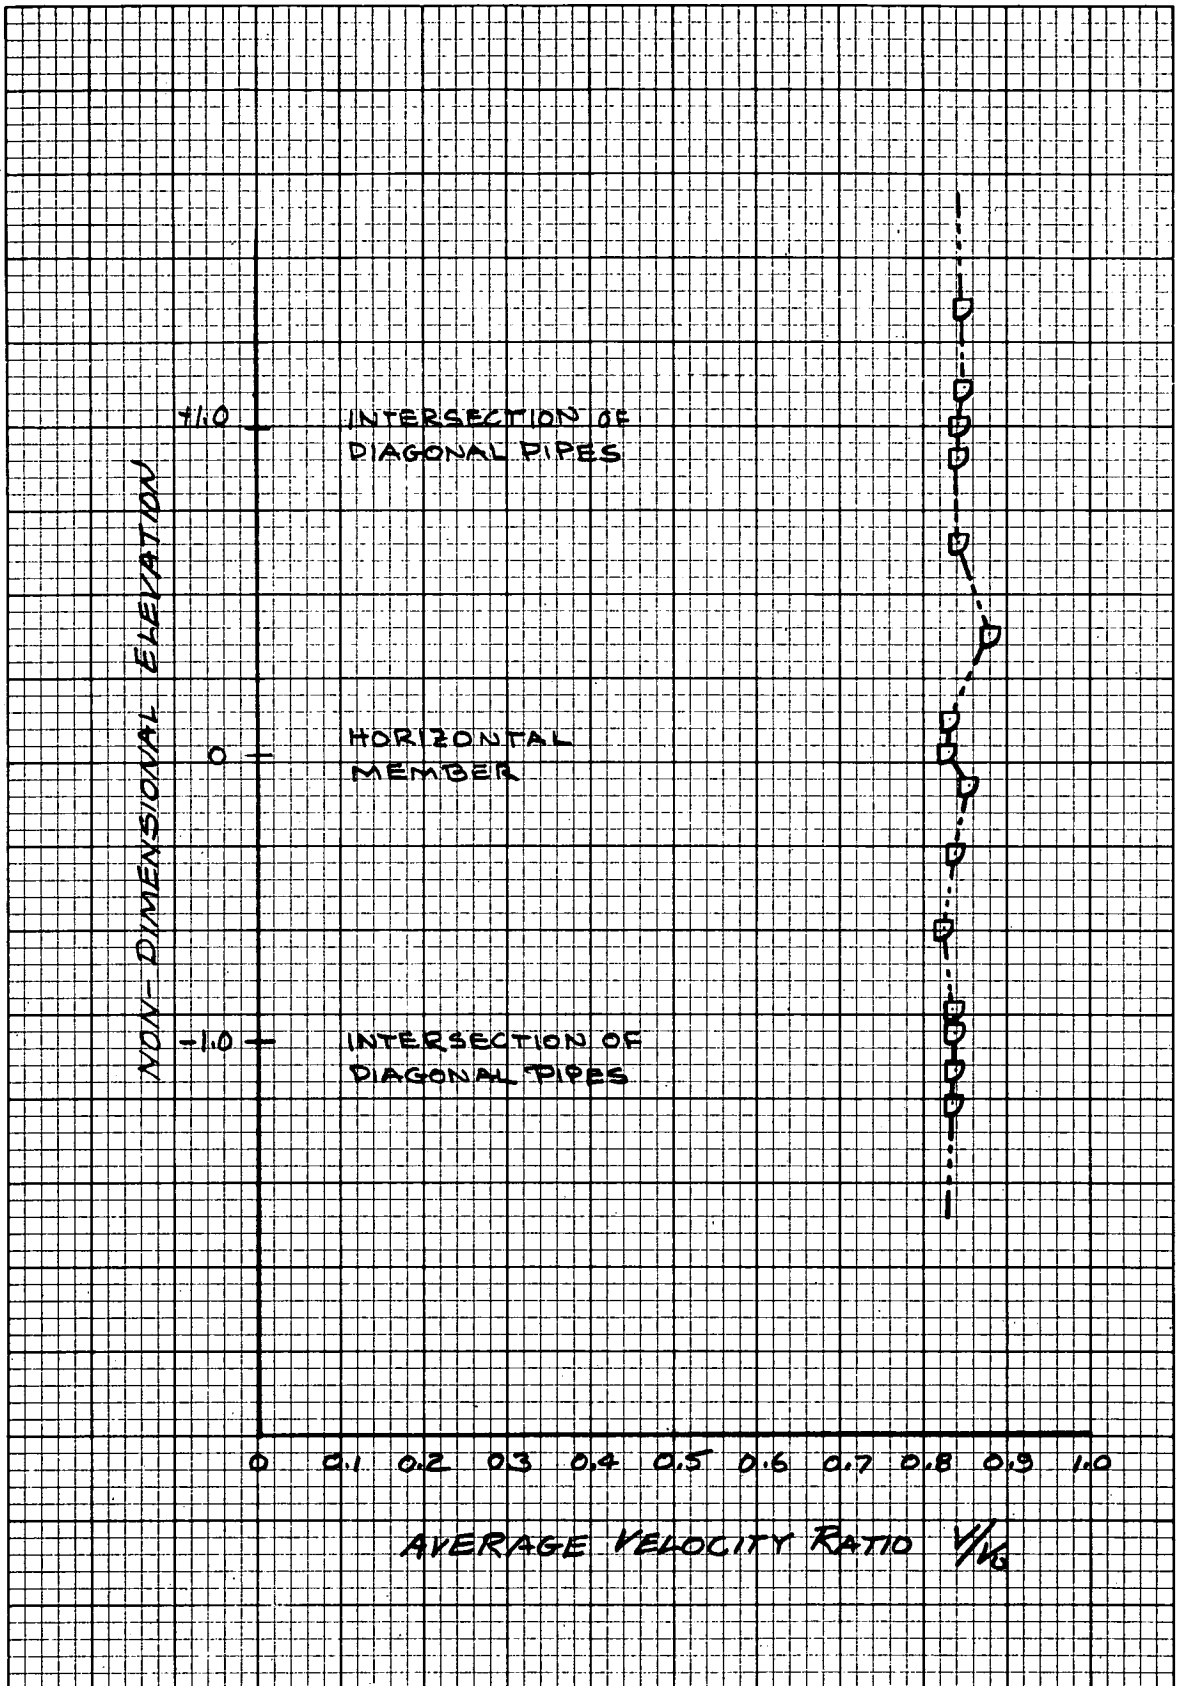 +1.0
INTERSECTION OF
DIAGONAL PIPES
NON-DIMENSIONAL ELEVATION
0
HORIZONTAL
MEMBER
-1.0
INTERSECTION OF
DIAGONAL PIPES
0 0.1 0.2 0.3 0.4 0.5 0.6 0.7 0.8 0.9 1.0
AVERAGE VELOCITY RATIO V/V₀